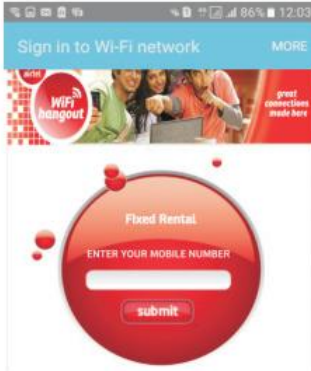 86% 12:03
Sign in to Wi-Fi network MORE
airtel
WiFi
hangout
great
connections
made here
Fixed Rental
ENTER YOUR MOBILE NUMBER
submit